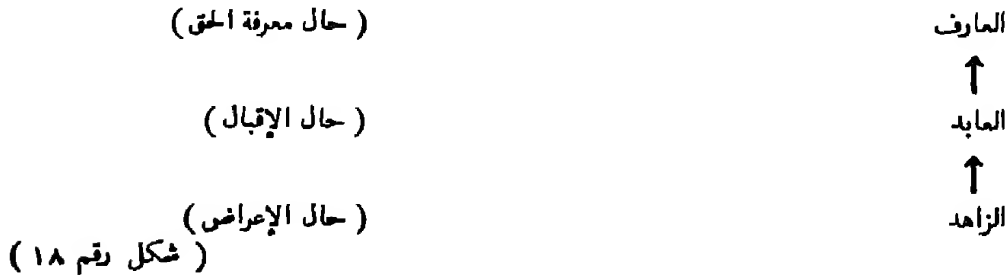 العارف ( حال معرفة الحق )
↑
العابد ( حال الإقبال )
↑
الزاهد ( حال الإعراض )
( شكل رقم ١٨ )